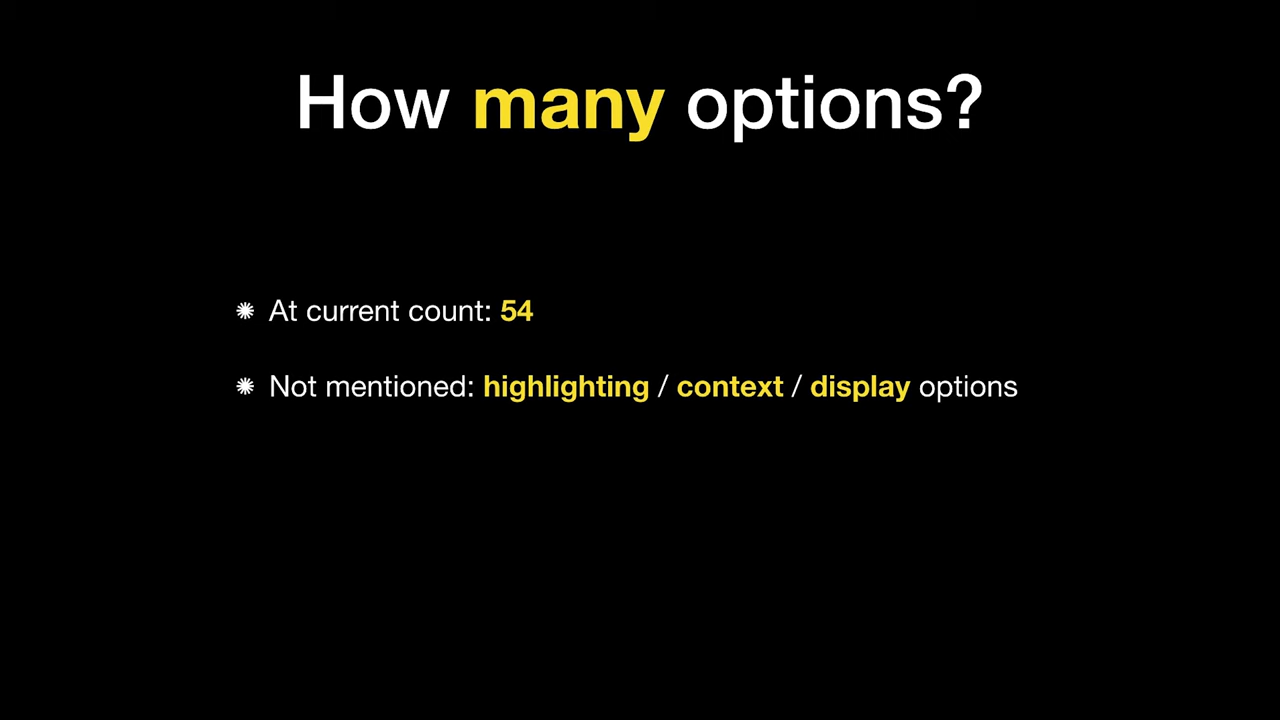 How many options?
At current count: 54
Not mentioned: highlighting / context / display options